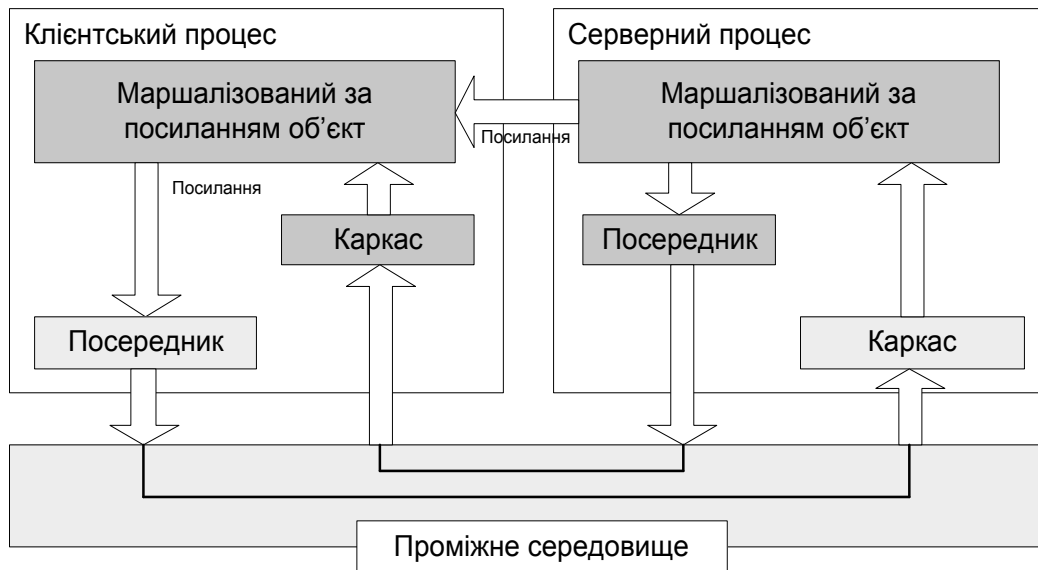 Клієнтський процес
Серверний процес
Маршалізований за
посиланням об’єкт
Посилання
Маршалізований за
посиланням об’єкт
Посилання
Каркас
Посередник
Посередник
Каркас
Проміжне середовище